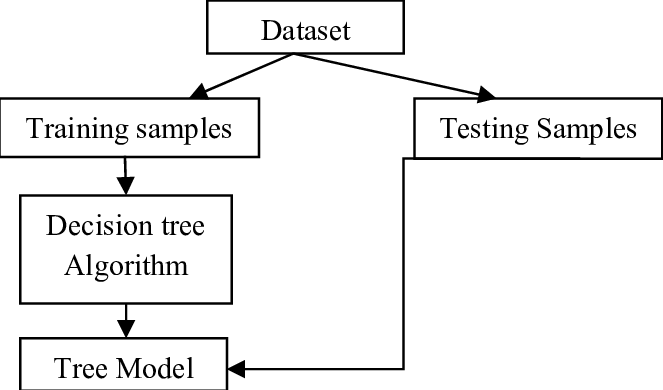 Dataset
Training samples
Testing Samples
Decision tree
Algorithm
Tree Model